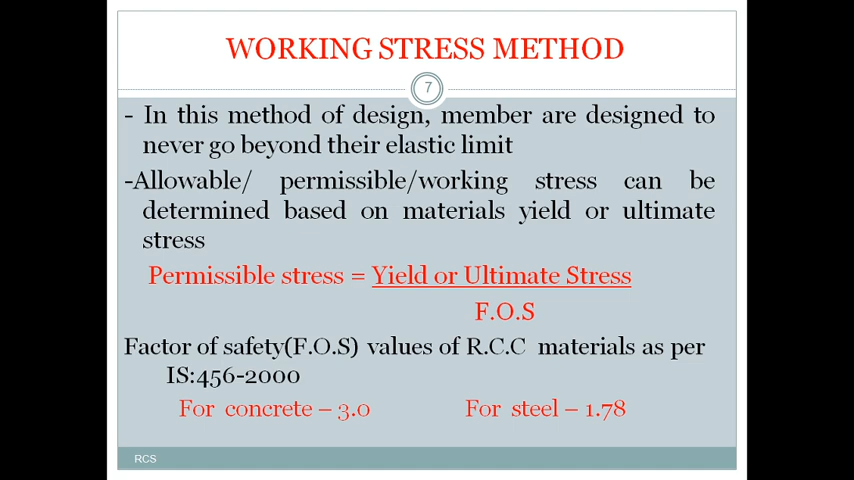 WORKING STRESS METHOD
7
- In this method of design, member are designed to
never go beyond their elastic limit
-Allowable/ permissible/working stress can be
determined based on materials yield or ultimate
stress
Permissible stress = Yield or Ultimate Stress
F.O.S
Factor of safety(F.O.S) values of R.C.C materials as per
IS:456-2000
For concrete – 3.0 For steel – 1.78
RCS